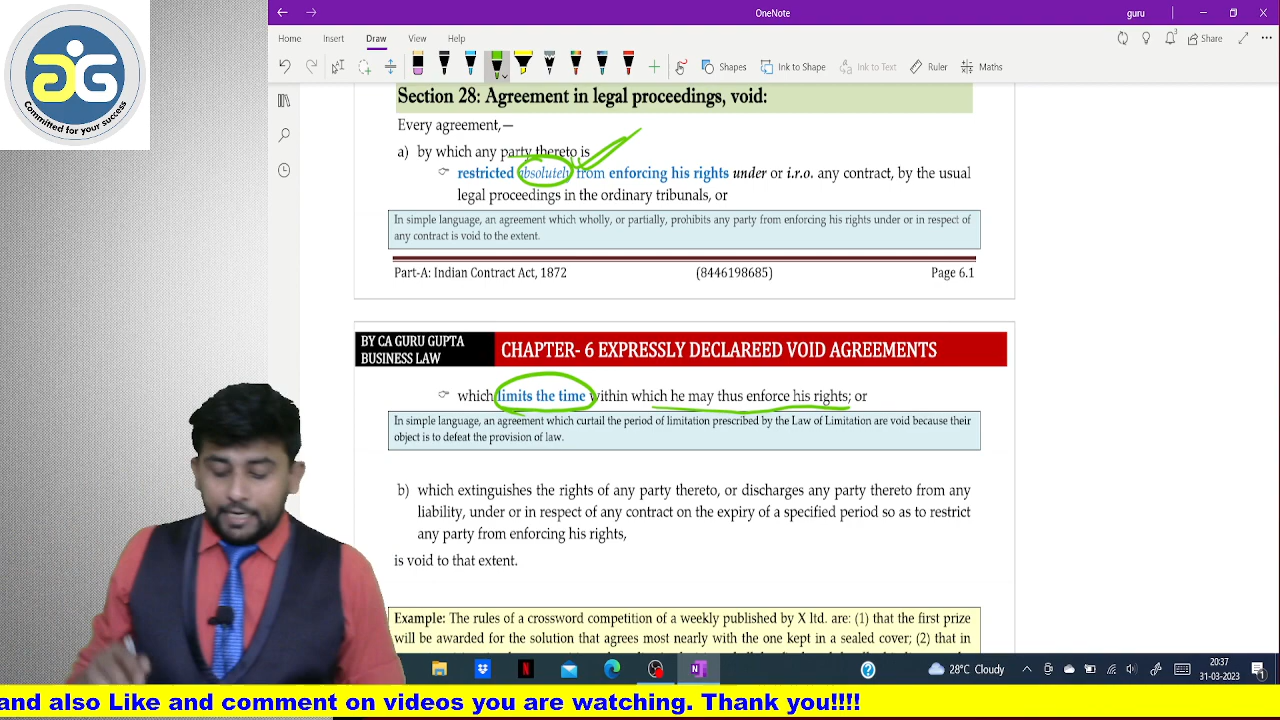 OneNote
guru
Home Insert Draw View Help
Share
Shapes Ink to Shape Ink to Text Ruler Maths
GG
Committed for your success
Section 28: Agreement in legal proceedings, void:
Every agreement,—
a) by which any party thereto is
restricted absolutely from enforcing his rights under or i.r.o. any contract, by the usual
legal proceedings in the ordinary tribunals, or
In simple language, an agreement which wholly, or partially, prohibits any party from enforcing his rights under or in respect of
any contract is void to the extent.
Part-A: Indian Contract Act, 1872 (8446198685) Page 6.1
BY CA GURU GUPTA
BUSINESS LAW
CHAPTER- 6 EXPRESSLY DECLAREED VOID AGREEMENTS
which limits the time within which he may thus enforce his rights; or
In simple language, an agreement which curtail the period of limitation prescribed by the Law of Limitation are void because their
object is to defeat the provision of law.
b) which extinguishes the rights of any party thereto, or discharges any party thereto from any
liability, under or in respect of any contract on the expiry of a specified period so as to restrict
any party from enforcing his rights,
is void to that extent.
Example: The rules of a crossword competition of a weekly published by X ltd. are: (1) that the first prize
will be awarded for the solution that agrees most nearly with the one kept in a sealed cover; (2) that in
28°C Cloudy
20:37
31-03-2023
and also Like and comment on videos you are watching. Thank you!!!!